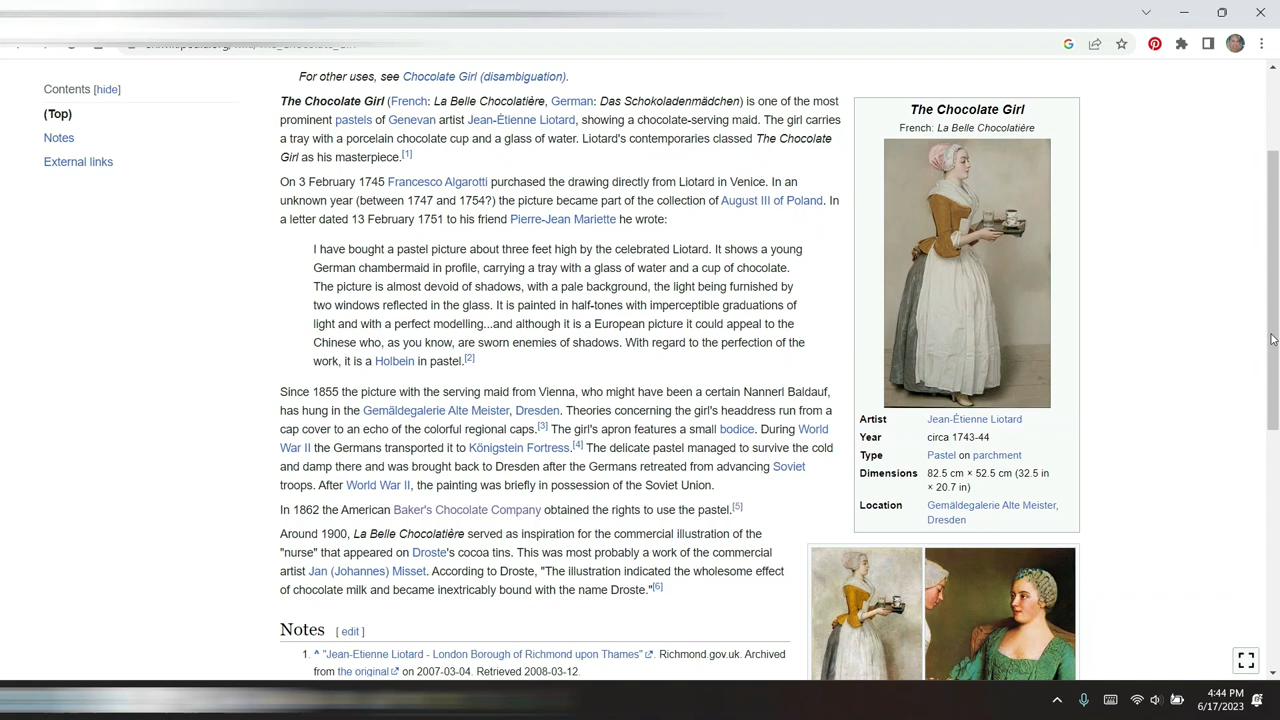 For other uses, see Chocolate Girl (disambiguation).
Contents [hide]
(Top)
Notes
External links
The Chocolate Girl (French: La Belle Chocolatière, German: Das Schokoladenmädchen) is one of the most
prominent pastels of Genevan artist Jean-Étienne Liotard, showing a chocolate-serving maid. The girl carries
a tray with a porcelain chocolate cup and a glass of water. Liotard's contemporaries classed The Chocolate
Girl as his masterpiece.[1]
On 3 February 1745 Francesco Algarotti purchased the drawing directly from Liotard in Venice. In an
unknown year (between 1747 and 1754?) the picture became part of the collection of August III of Poland. In
a letter dated 13 February 1751 to his friend Pierre-Jean Mariette he wrote:
I have bought a pastel picture about three feet high by the celebrated Liotard. It shows a young
German chambermaid in profile, carrying a tray with a glass of water and a cup of chocolate.
The picture is almost devoid of shadows, with a pale background, the light being furnished by
two windows reflected in the glass. It is painted in half-tones with imperceptible graduations of
light and with a perfect modelling...and although it is a European picture it could appeal to the
Chinese who, as you know, are sworn enemies of shadows. With regard to the perfection of the
work, it is a Holbein in pastel.[2]
Since 1855 the picture with the serving maid from Vienna, who might have been a certain Nannerl Baldauf,
has hung in the Gemäldegalerie Alte Meister, Dresden. Theories concerning the girl's headdress run from a
cap cover to an echo of the colorful regional caps.[3] The girl's apron features a small bodice. During World
War II the Germans transported it to Königstein Fortress.[4] The delicate pastel managed to survive the cold
and damp there and was brought back to Dresden after the Germans retreated from advancing Soviet
troops. After World War II, the painting was briefly in possession of the Soviet Union.
In 1862 the American Baker's Chocolate Company obtained the rights to use the pastel.[5]
Around 1900, La Belle Chocolatière served as inspiration for the commercial illustration of the
"nurse" that appeared on Droste's cocoa tins. This was most probably a work of the commercial
artist Jan (Johannes) Misset. According to Droste, "The illustration indicated the wholesome effect
of chocolate milk and became inextricably bound with the name Droste."[6]
Notes [ edit ]
1. ^ "Jean-Etienne Liotard - London Borough of Richmond upon Thames". Richmond.gov.uk. Archived
from the original on 2007-03-04. Retrieved 2008-03-12.
The Chocolate Girl
French: La Belle Chocolatière
Artist Jean-Étienne Liotard
Year circa 1743-44
Type Pastel on parchment
Dimensions 82.5 cm × 52.5 cm (32.5 in
× 20.7 in)
Location Gemäldegalerie Alte Meister,
Dresden
4:44 PM
6/17/2023